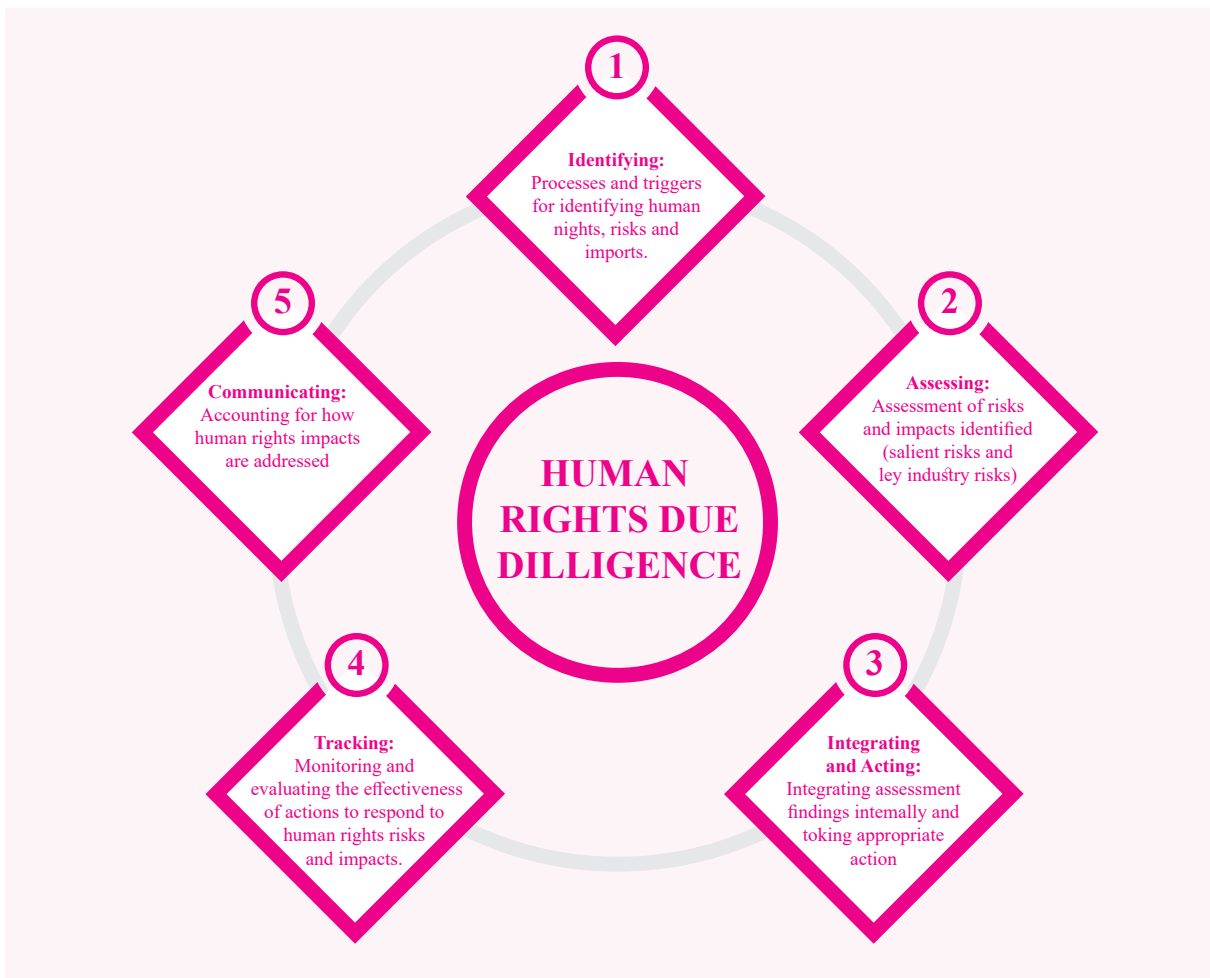 1
Identifying:
Processes and triggers
for identifying human
nights, risks and
imports.
2
Assessing:
Assessment of risks
and impacts identified
(salient risks and
ley industry risks)
3
Integrating
and Acting:
Integrating assessment
findings intemally and
toking appropriate
action
4
Tracking:
Monitoring and
evaluating the effectiveness
of actions to respond to
human rights risks
and impacts.
5
Communicating:
Accounting for how
human rights impacts
are addressed
HUMAN
RIGHTS DUE
DILLIGENCE